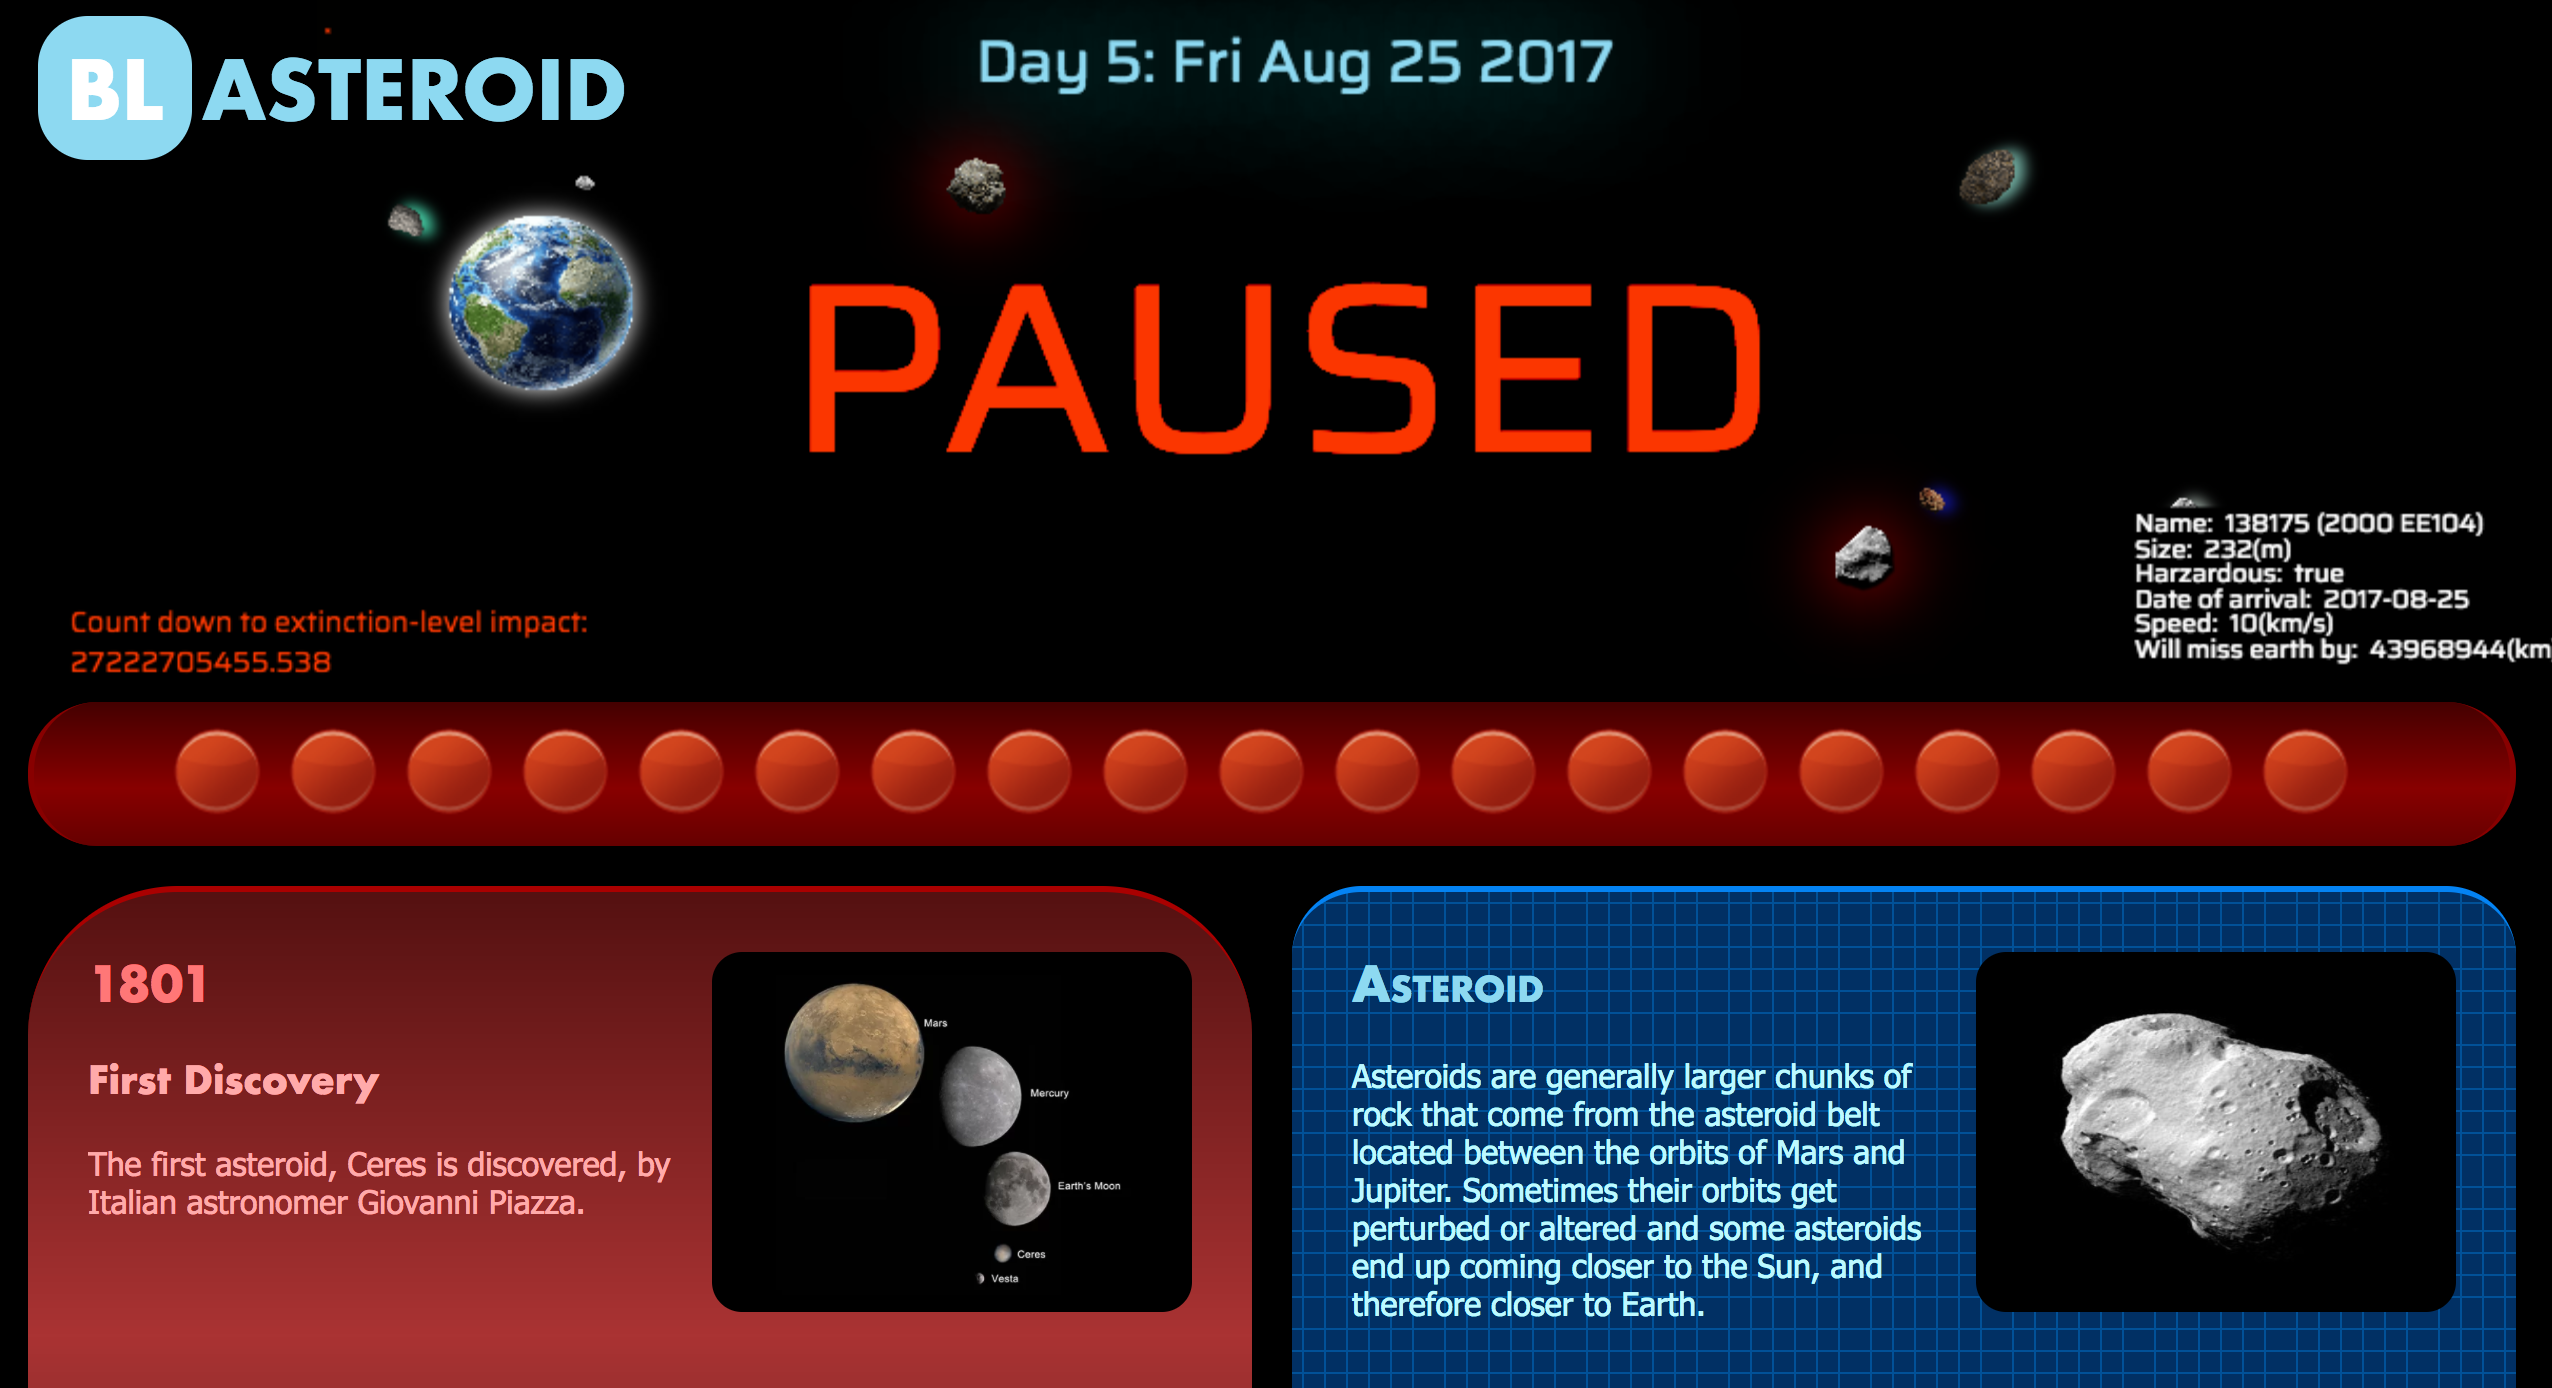 BL ASTEROID
Day 5: Fri Aug 25 2017
PAUSED
Name: 138175 (2000 EE104)
Size: 232(m)
Harzardous: true
Date of arrival: 2017-08-25
Speed: 10(km/s)
Will miss earth by: 43968944(km)
Count down to extinction-level impact:
27222705455.538
1801
First Discovery
The first asteroid, Ceres is discovered, by
Italian astronomer Giovanni Piazza.
Mars
Mercury
Earth's Moon
Ceres
Vesta
Asteroid
Asteroids are generally larger chunks of
rock that come from the asteroid belt
located between the orbits of Mars and
Jupiter. Sometimes their orbits get
perturbed or altered and some asteroids
end up coming closer to the Sun, and
therefore closer to Earth.